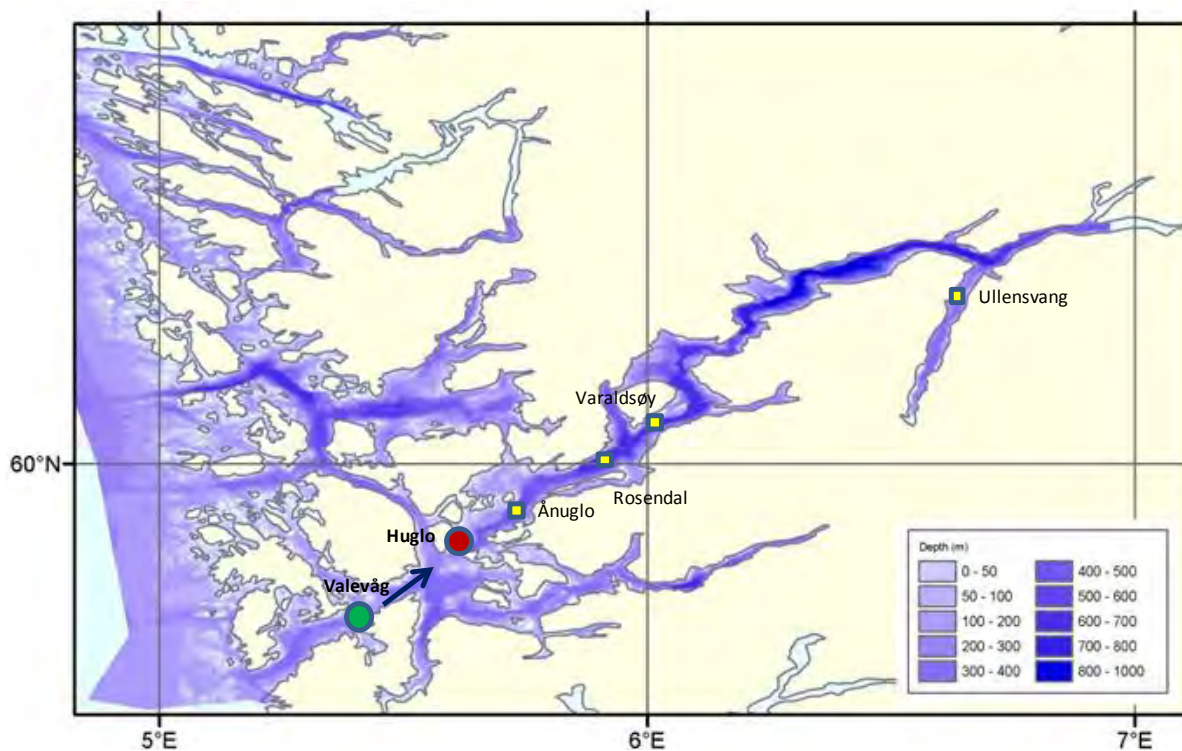 Ullensvang
Varaldsøy
60°N
Rosendal
Ånuglo
Huglo
Valevåg
Depth (m)
0 - 50
50 - 100
100 - 200
200 - 300
300 - 400
400 - 500
500 - 600
600 - 700
700 - 800
800 - 1000
5°E
6°E
7°E